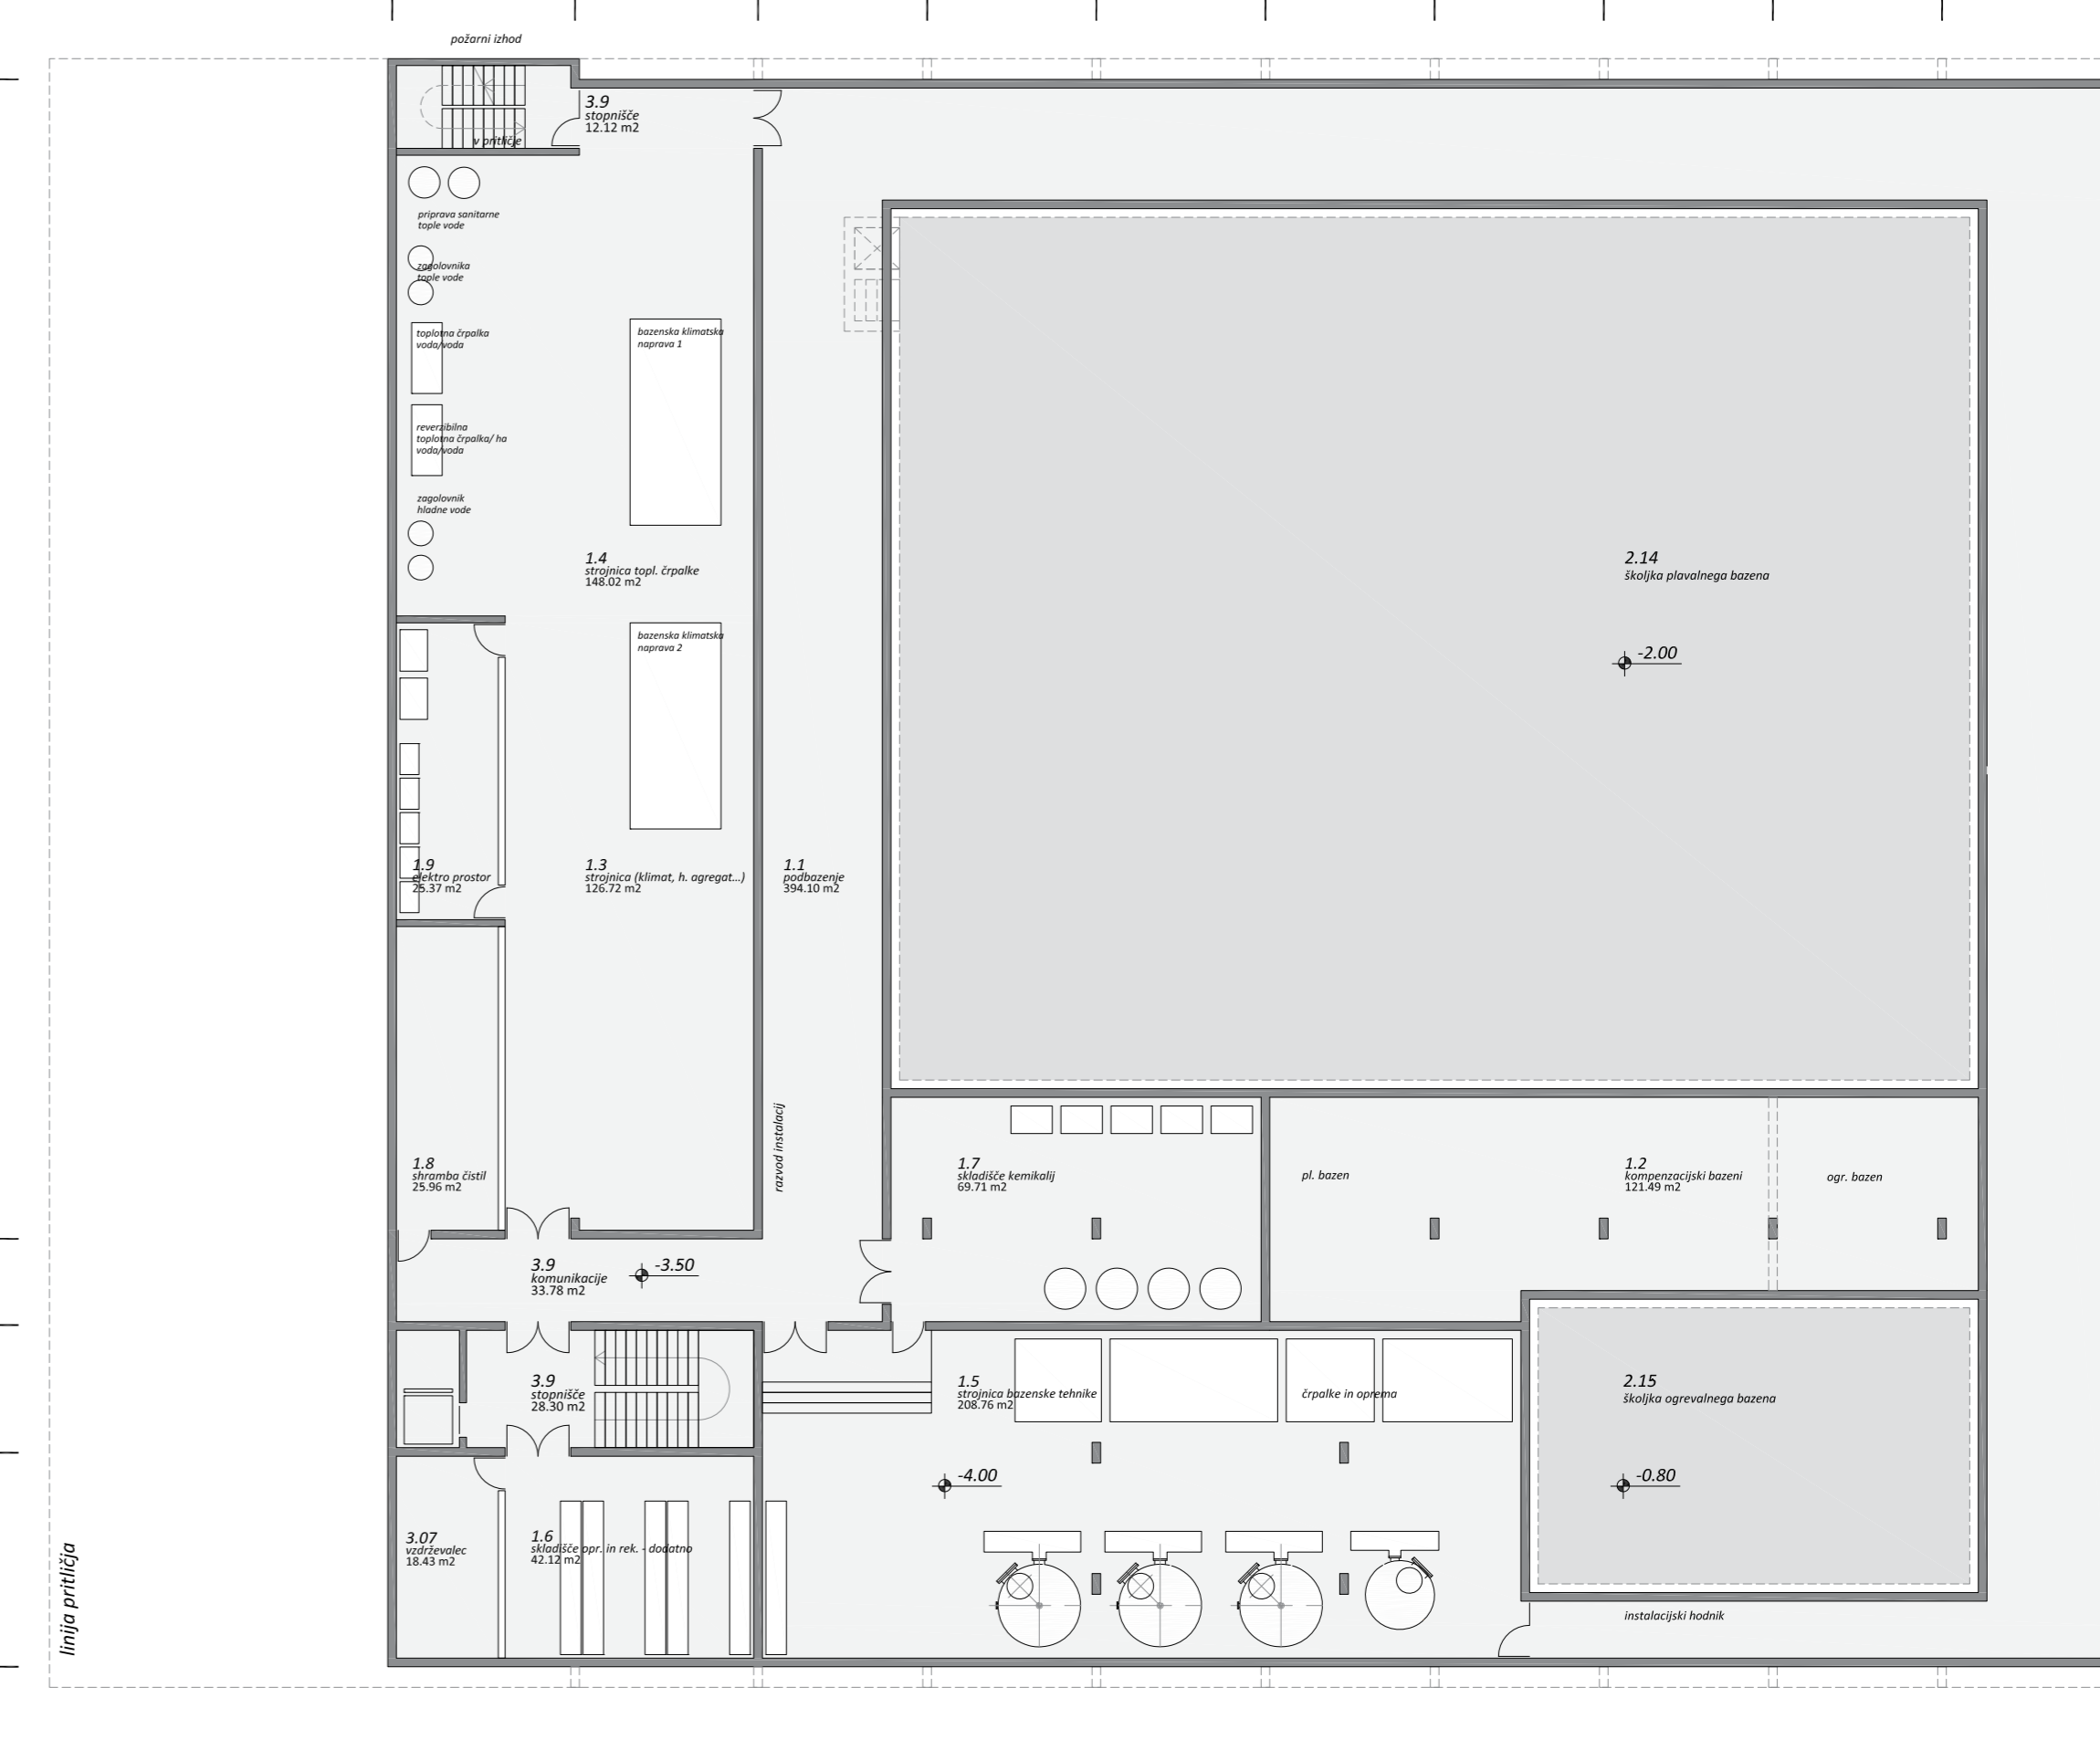 požarni izhod
3.9
stopnišče
12.12 m2
v pritličje
priprava sanitarne
tople vode
zagolovnika
tople vode
toplotna črpalka
voda/voda
bazenska klimatska
naprava 1
reverzibilna
toplotna črpalka/ ha
voda/voda
zagolovnik
hladne vode
1.4
strojnica topl. črpalke
148.02 m2
2.14
školjka plavalnega bazena
-2.00
bazenska klimatska
naprava 2
1.9
elektro prostor
25.37 m2
1.3
strojnica (klimat, h. agregat...)
126.72 m2
1.1
podbazenje
394.10 m2
razvod instalacij
1.8
shramba čistil
25.96 m2
1.7
skladišče kemikalij
69.71 m2
pl. bazen
1.2
kompenzacijski bazeni
121.49 m2
ogr. bazen
3.9
komunikacije
33.78 m2
-3.50
3.9
stopnišče
28.30 m2
1.5
strojnica bazenske tehnike
208.76 m2
črpalke in oprema
2.15
školjka ogrevalnega bazena
-4.00
-0.80
3.07
vzdrževalec
18.43 m2
1.6
skladišče opr. in rek. - dodatno
42.12 m2
instalacijski hodnik
linija pritličja